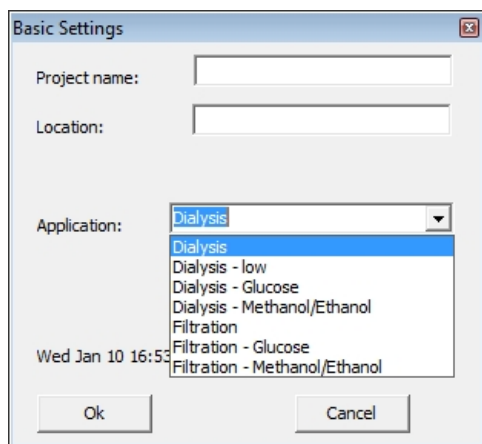 Basic Settings
Project name:
Location:
Application: Dialysis
Dialysis
Dialysis - low
Dialysis - Glucose
Dialysis - Methanol/Ethanol
Filtration
Filtration - Glucose
Filtration - Methanol/Ethanol
Wed Jan 10 16:53
Ok Cancel